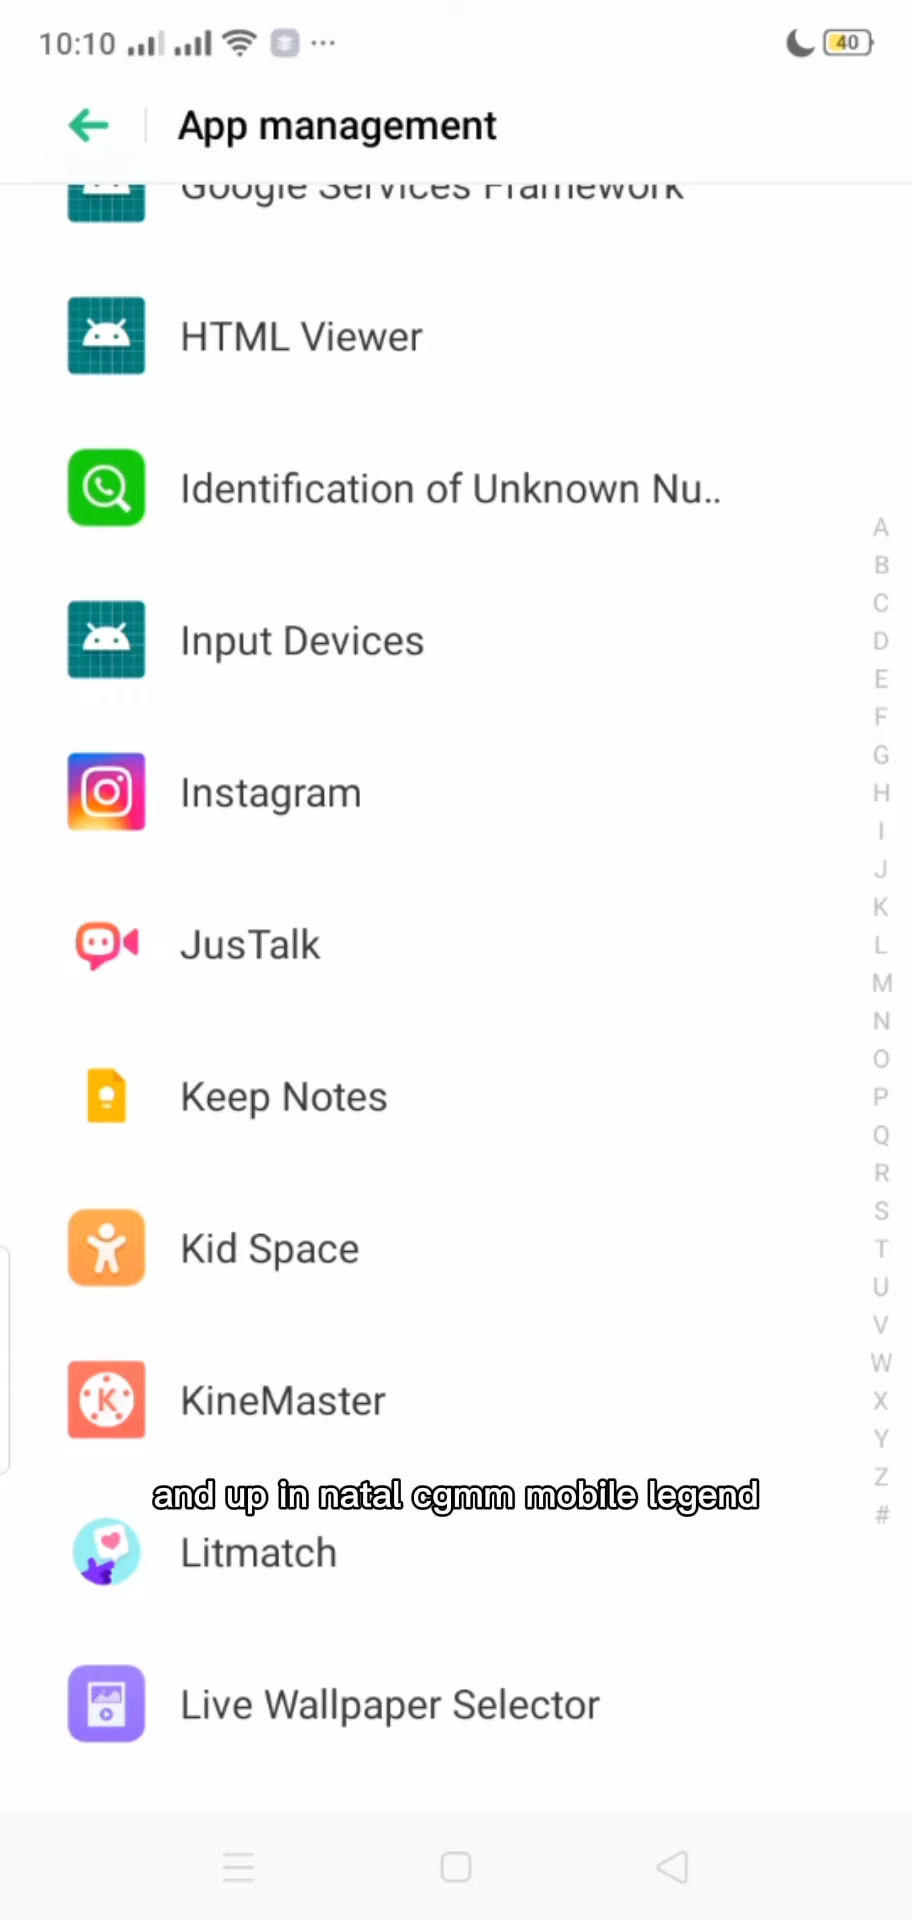 10:10
40
App management
Google Services Framework
HTML Viewer
Identification of Unknown Nu..
Input Devices
Instagram
JusTalk
Keep Notes
Kid Space
K
KineMaster
and up in natal cgmm mobile legend
Litmatch
Live Wallpaper Selector
A
B
C
D
E
F
G
H
I
J
K
L
M
N
O
P
Q
R
S
T
U
V
W
X
Y
Z
#